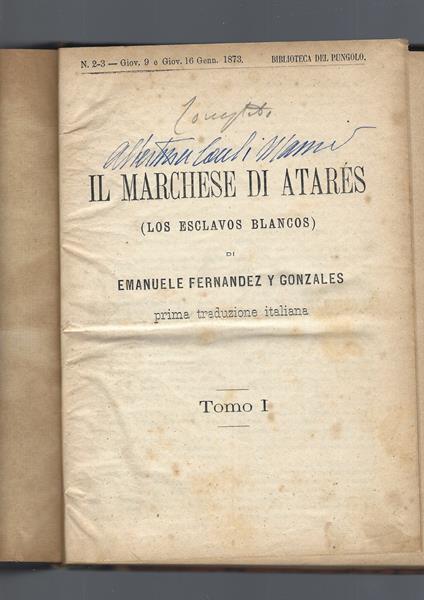 N. 2-3 — Giov. 9 e Giov. 16 Genn. 1873. BIBLIOTECA DEL PUNGOLO.
IL MARCHESE DI ATARÉS
(LOS ESCLAVOS BLANCOS)
DI
EMANUELE FERNANDEZ Y GONZALES
prima traduzione italiana
Tomo I